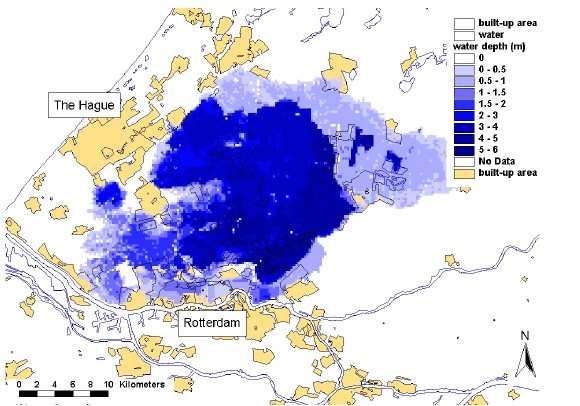 built-up area
water
water depth (m)
0
0 - 0.5
0.5 - 1
1 - 1.5
1.5 - 2
2 - 3
3 - 4
4 - 5
5 - 6
No Data
built-up area
The Hague
Rotterdam
N
0 2 4 6 8 10 Kilometers